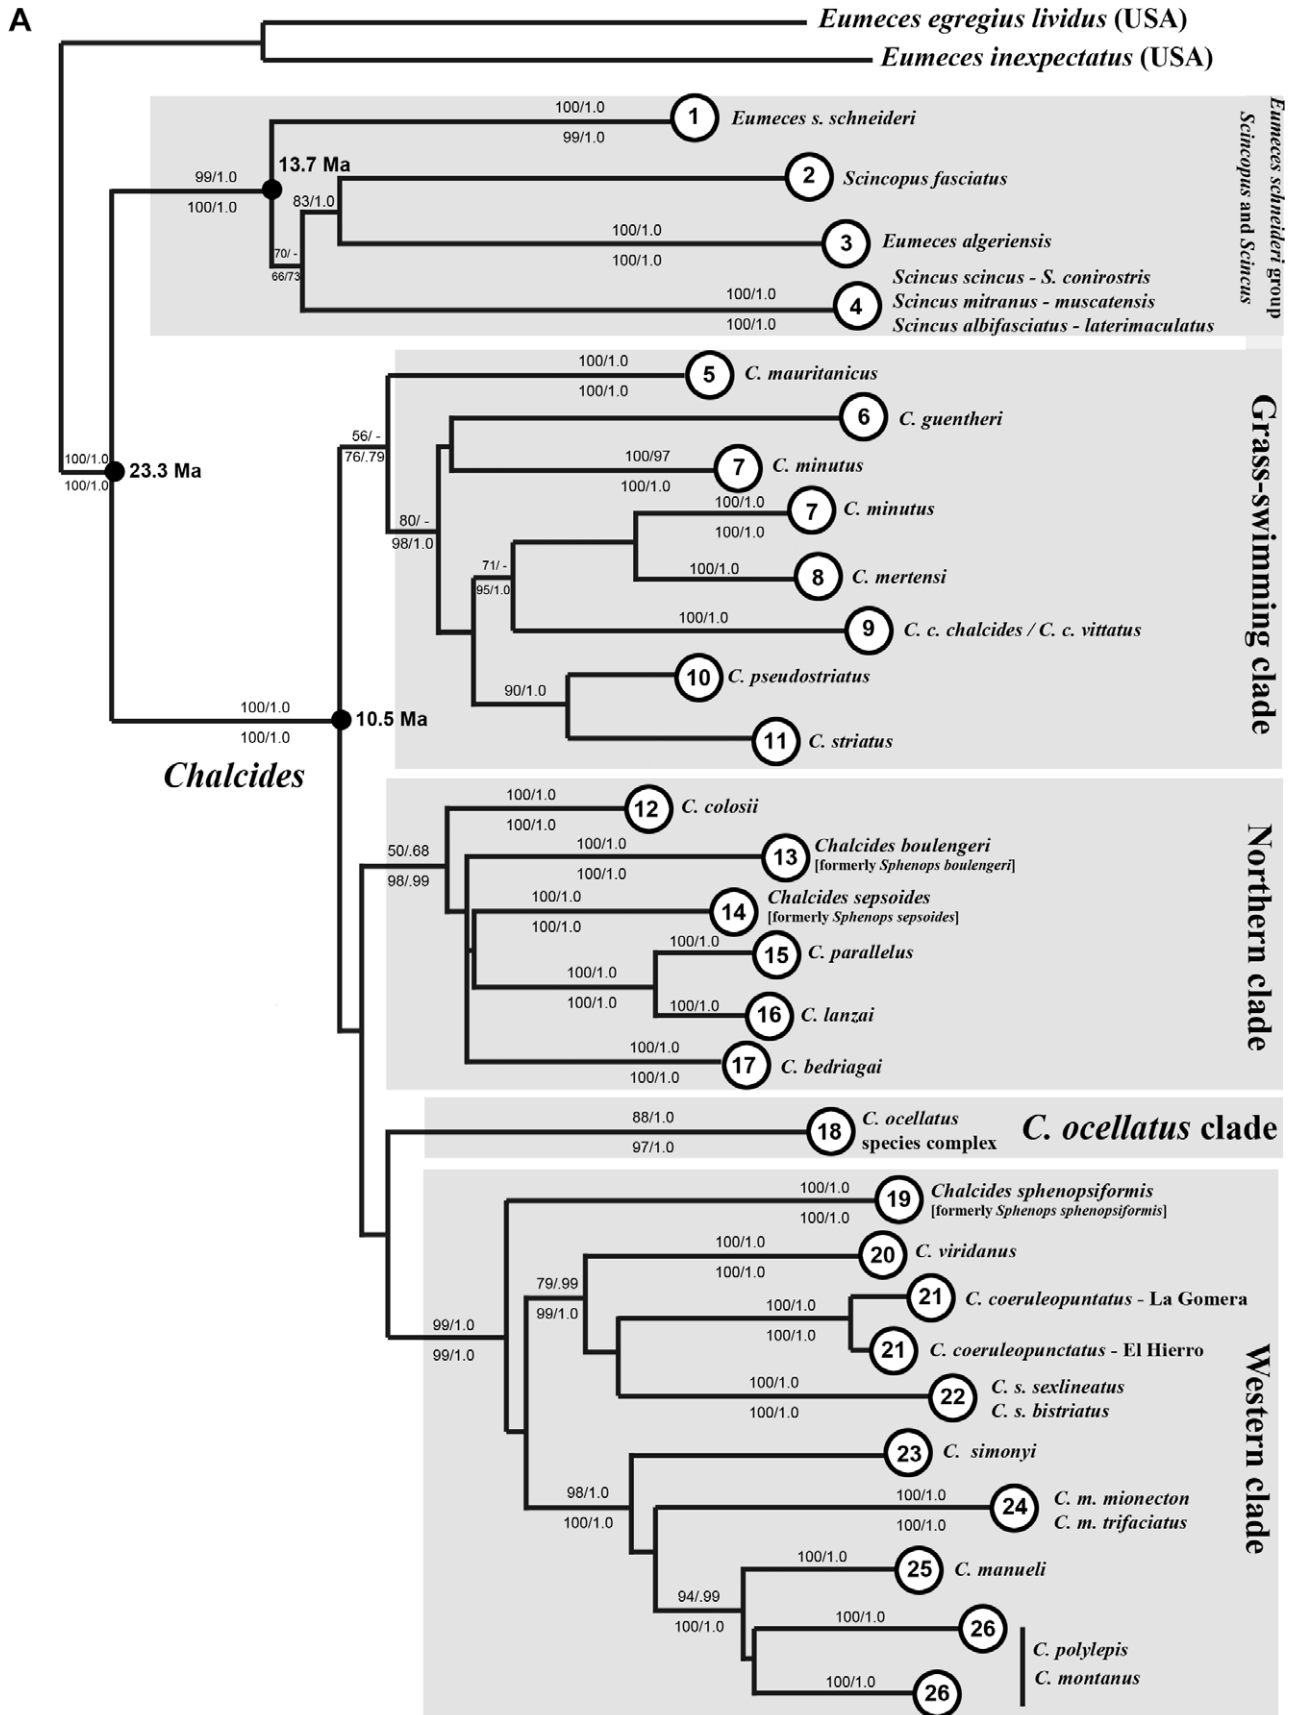 A
Eumeces egregius lividus (USA)
Eumeces inexpectatus (USA)
100/1.0
1
Eumeces s. schneideri
99/1.0
13.7 Ma
99/1.0
100/1.0
2
Scincopus fasciatus
83/1.0
100/1.0
3
Eumeces algeriensis
100/1.0
70/ -
66/73
Scincus scincus - S. conirostris
100/1.0
4
Scincus mitranus - muscatensis
100/1.0
Scincus albifasciatus - laterimaculatus
Eumeces schneideri group
Scincopus and Scincus
100/1.0
5
C. mauritanicus
100/1.0
6
C. guentheri
56/ -
76/.79
100/1.0
100/1.0
23.3 Ma
100/97
7
C. minutus
100/1.0
100/1.0
7
C. minutus
100/1.0
80/ -
98/1.0
71/ -
95/1.0
100/1.0
8
C. mertensi
100/1.0
9
C. c. chalcides / C. c. vittatus
10
C. pseudostriatus
90/1.0
11
C. striatus
Grass-swimming clade
100/1.0
100/1.0
10.5 Ma
Chalcides
100/1.0
12
C. colosii
100/1.0
50/.68
98/.99
100/1.0
13
Chalcides boulengeri
[formerly Sphenops boulengeri]
100/1.0
100/1.0
14
Chalcides sepsoides
[formerly Sphenops sepsoides]
100/1.0
100/1.0
15
C. parallelus
100/1.0
100/1.0
100/1.0
16
C. lanzai
100/1.0
17
C. bedriagai
100/1.0
Northern clade
88/1.0
18
C. ocellatus
species complex
97/1.0
C. ocellatus clade
100/1.0
19
Chalcides sphenopsiformis
[formerly Sphenops sphenopsiformis]
100/1.0
100/1.0
20
C. viridanus
100/1.0
79/.99
99/1.0
100/1.0
100/1.0
21
C. coeruleopuntatus - La Gomera
21
C. coeruleopunctatus - El Hierro
99/1.0
99/1.0
100/1.0
22
C. s. sexlineatus
C. s. bistriatus
100/1.0
23
C. simonyi
98/1.0
100/1.0
100/1.0
24
C. m. mionecton
C. m. trifaciatus
100/1.0
100/1.0
25
C. manueli
94/.99
100/1.0
100/1.0
26
C. polylepis
C. montanus
100/1.0
26
Western clade